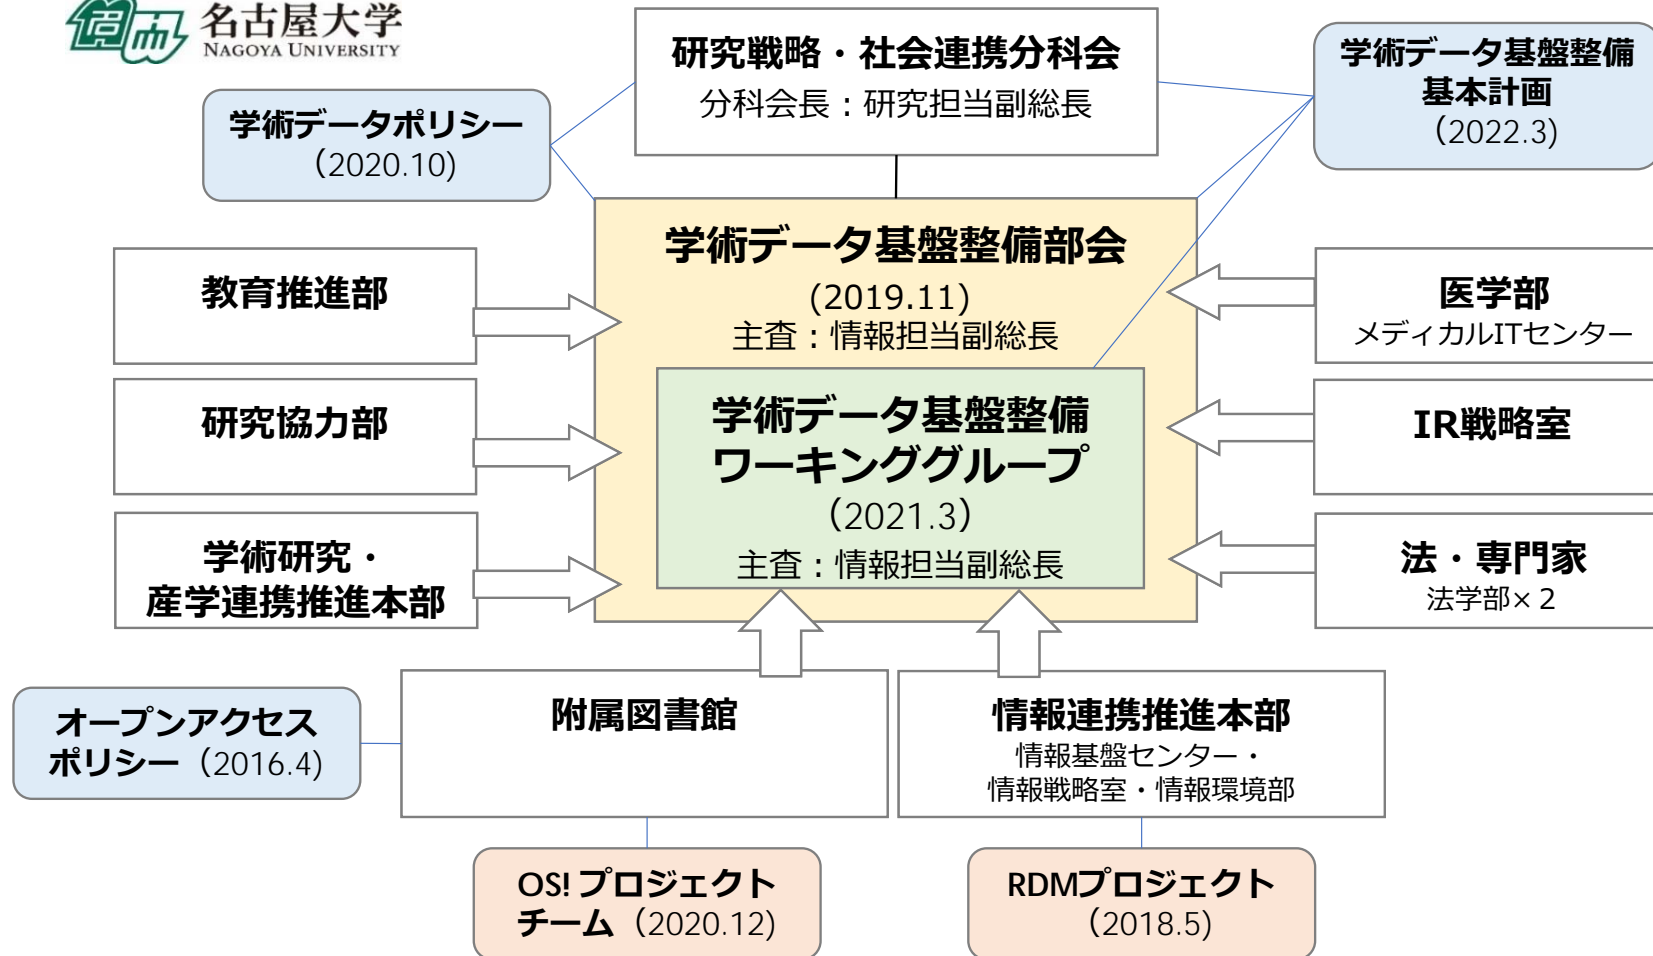 名古屋大学
NAGOYA UNIVERSITY
研究戦略・社会連携分科会
分科会長：研究担当副総長
学術データ基盤整備
基本計画
（2022.3）
学術データポリシー
（2020.10）
学術データ基盤整備部会
(2019.11)
主査：情報担当副総長
教育推進部
医学部
メディカルITセンター
学術データ基盤整備
ワーキンググループ
（2021.3）
主査：情報担当副総長
研究協力部
IR戦略室
学術研究・
産学連携推進本部
法・専門家
法学部×２
オープンアクセス
ポリシー（2016.4）
附属図書館
情報連携推進本部
情報基盤センター・
情報戦略室・情報環境部
OS! プロジェクト
チーム（2020.12）
RDMプロジェクト
（2018.5）